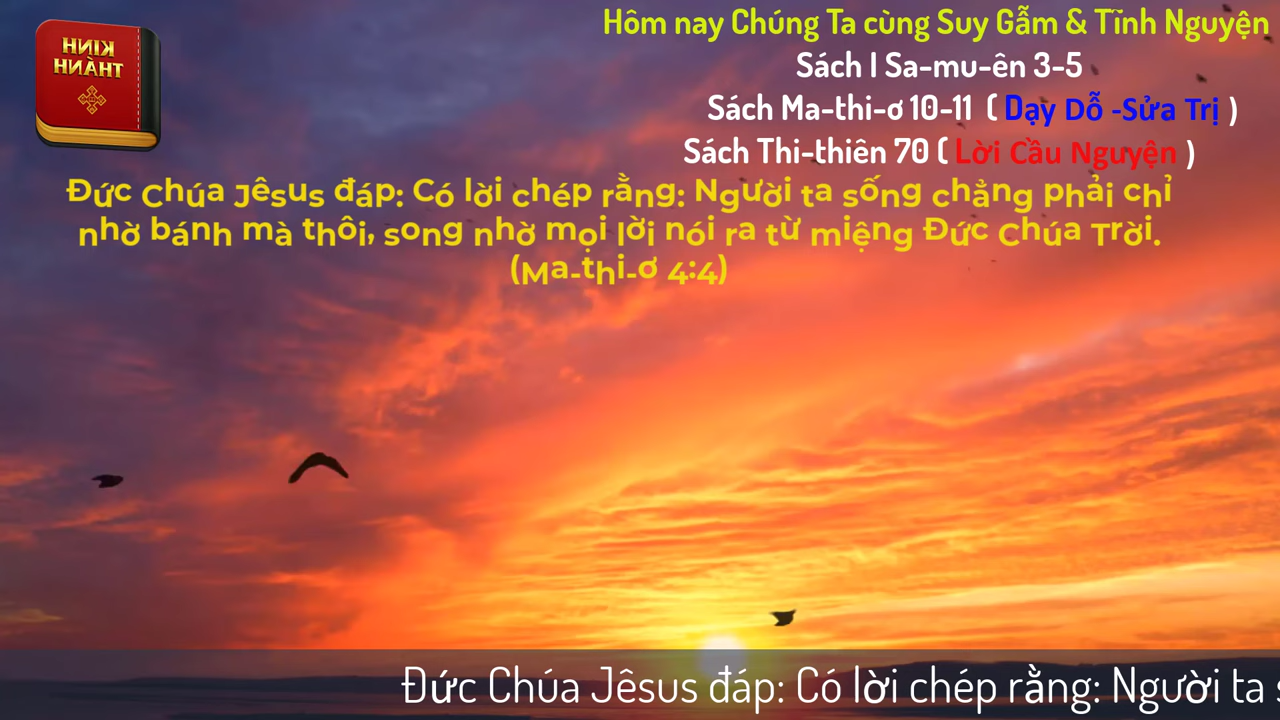 KINH
THÀNH
Hôm nay Chúng Ta cùng Suy Gẫm & Tĩnh Nguyện
Sách I Sa-mu-ên 3-5
Sách Ma-thi-ơ 10-11 ( Dạy Dỗ -Sửa Trị )
Sách Thi-thiên 70 ( Lời Cầu Nguyện )
Đức Chúa Jêsus đáp: Có lời chép rằng: Người ta sống chẳng phải chỉ
nhờ bánh mà thôi, song nhờ mọi lời nói ra từ miệng Đức Chúa Trời.
(Ma-thi-ơ 4:4)
Đức Chúa Jêsus đáp: Có lời chép rằng: Người ta